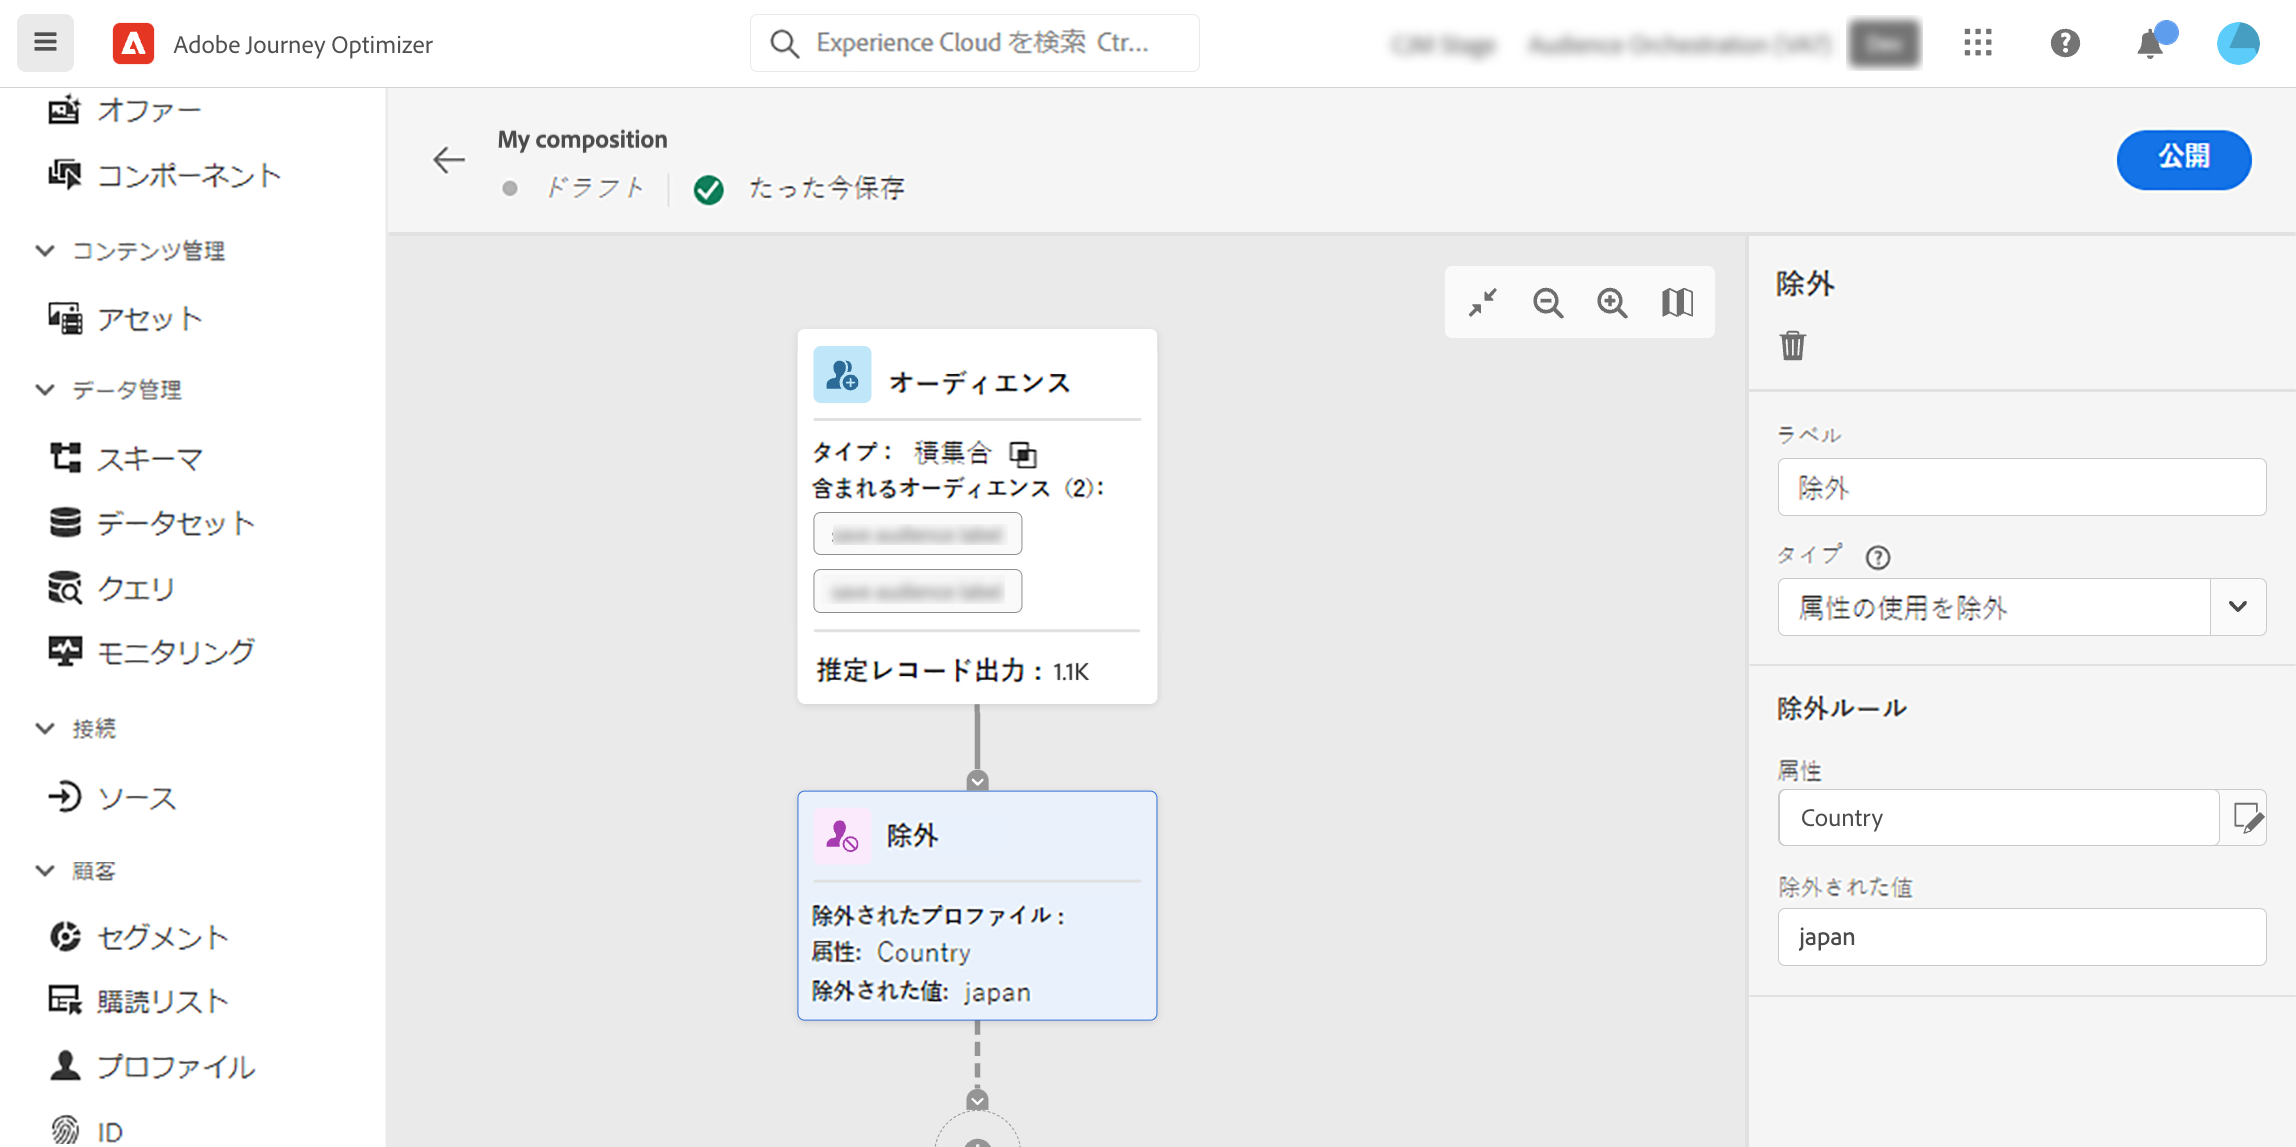 Adobe Journey Optimizer
Experience Cloud を検索 Ctr...
オファー
コンポーネント
コンテンツ管理
アセット
データ管理
スキーマ
データセット
クエリ
モニタリング
接続
ソース
顧客
セグメント
購読リスト
プロファイル
ID
My composition
ドラフト
たった今保存
公開
オーディエンス
タイプ： 積集合
含まれるオーディエンス（2）：
推定レコード出力：1.1K
除外
除外されたプロファイル：
属性: Country
除外された値: japan
除外
ラベル
除外
タイプ
属性の使用を除外
除外ルール
属性
Country
除外された値
japan